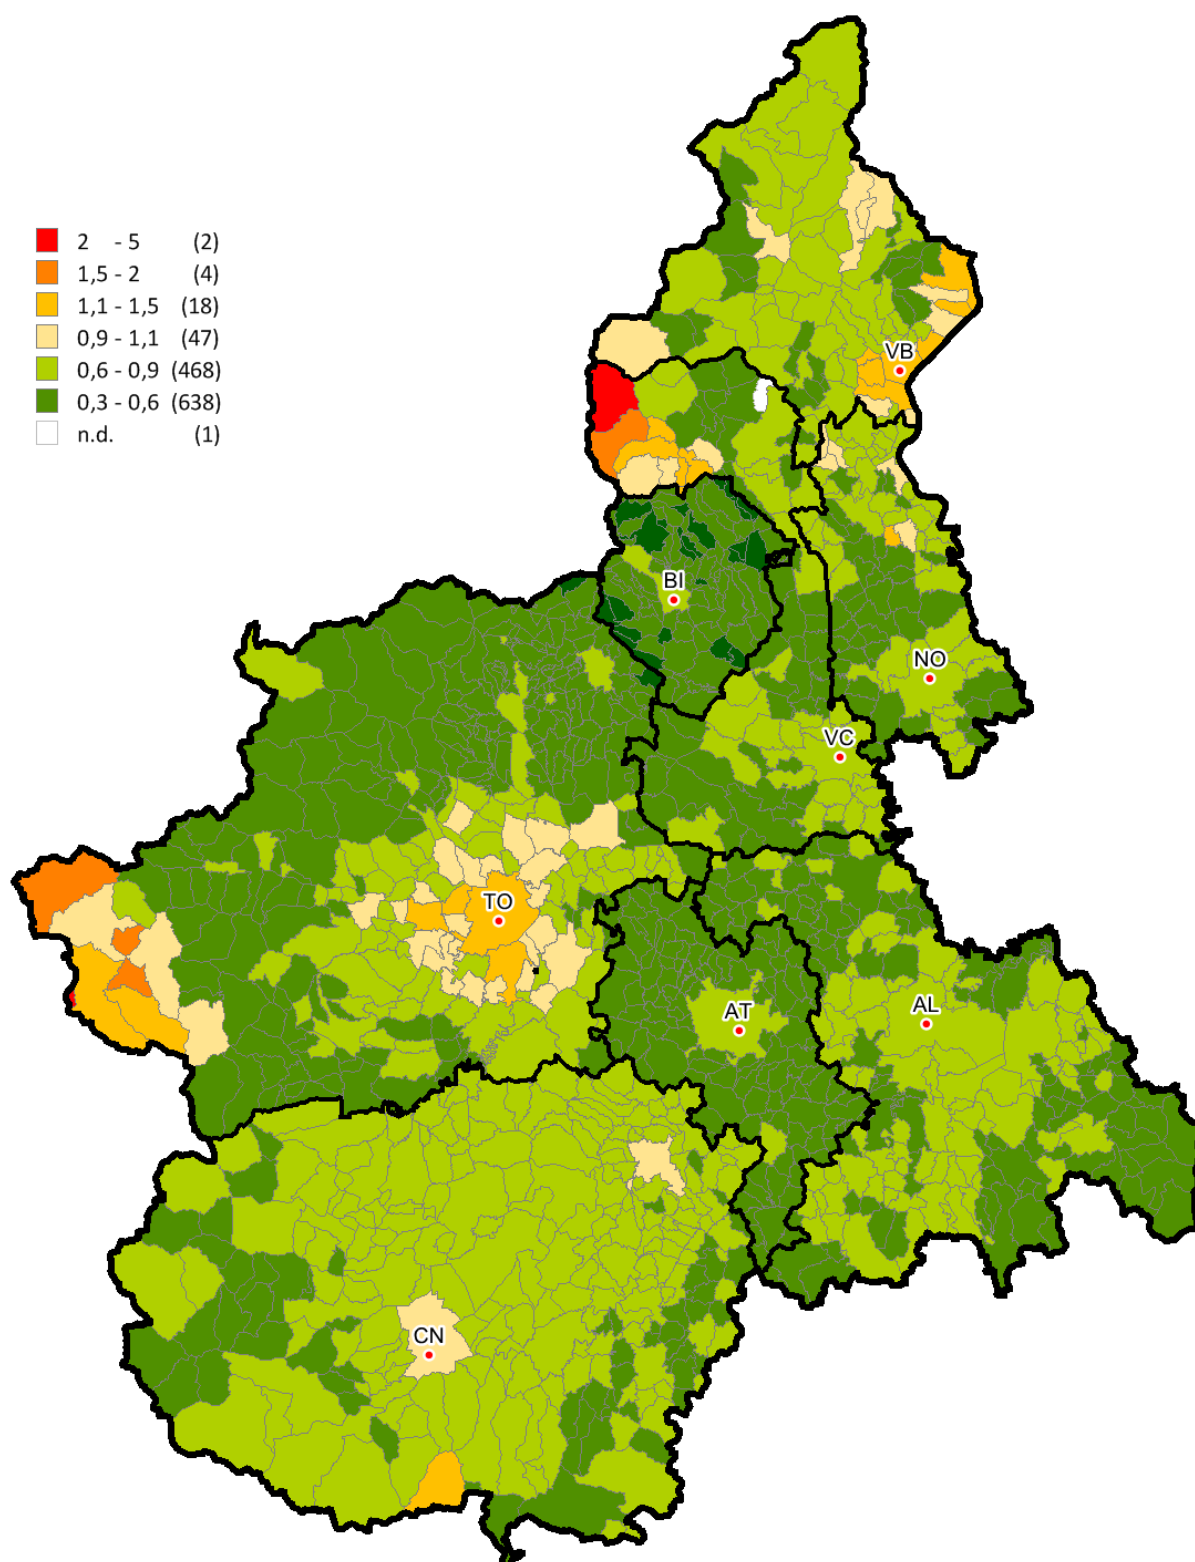 2 - 5 (2)
1,5 - 2 (4)
1,1 - 1,5 (18)
0,9 - 1,1 (47)
0,6 - 0,9 (468)
0,3 - 0,6 (638)
n.d. (1)
VB
BI
NO
VC
TO
AT
AL
CN